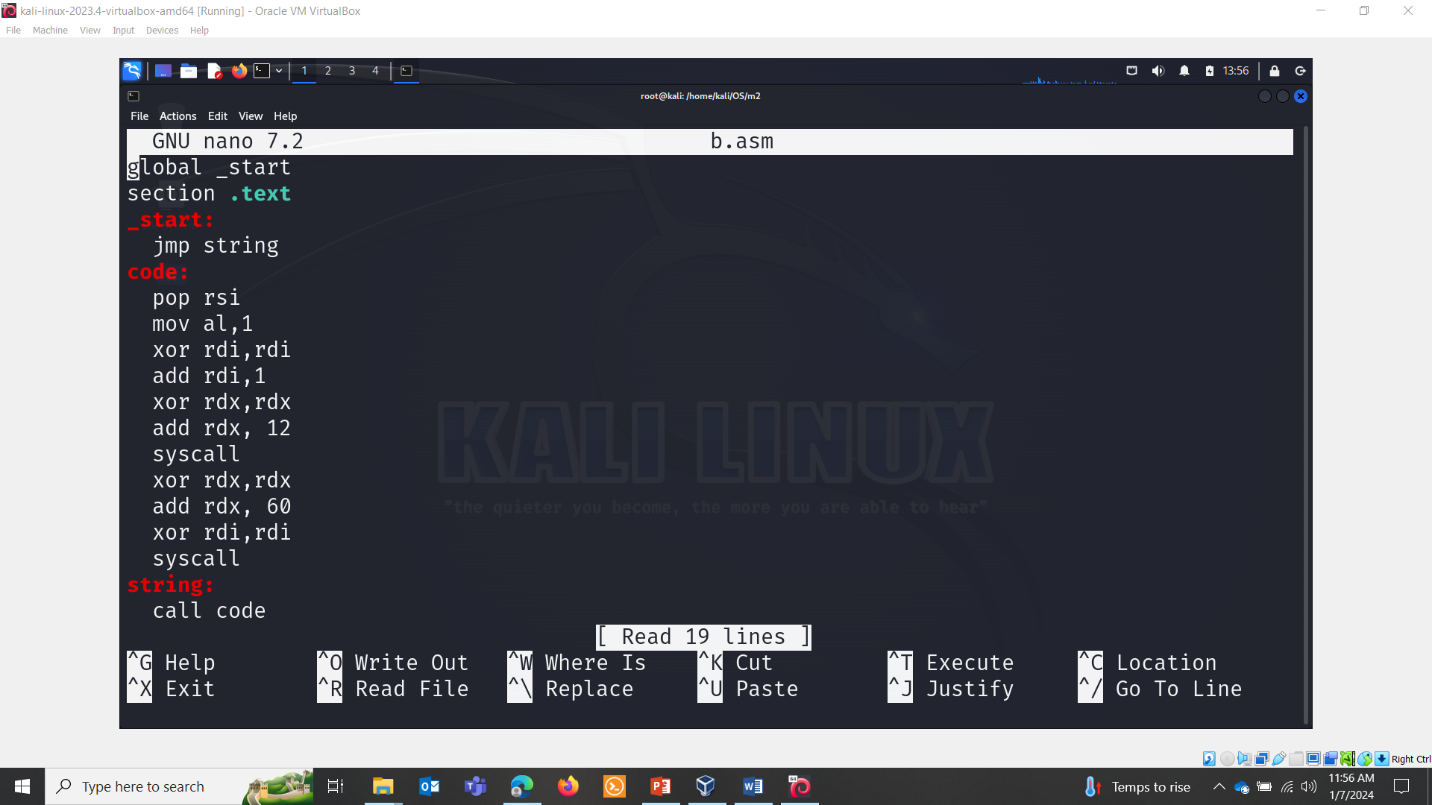 kali-linux-2023.4-virtualbox-amd64 [Running] - Oracle VM VirtualBox
File Machine View Input Devices Help
1 2 3 4 13:56
root@kali: /home/kali/OS/m2
File Actions Edit View Help
GNU nano 7.2 b.asm
global _start
section .text
_start:
jmp string
code:
pop rsi
mov al,1
xor rdi,rdi
add rdi,1
xor rdx,rdx
add rdx, 12
syscall
xor rdx,rdx
add rdx, 60
xor rdi,rdi
syscall
string:
call code
KALI LINUX
"the quieter you become, the more you are able to hear"
[ Read 19 lines ]
^G Help ^O Write Out ^W Where Is ^K Cut ^T Execute ^C Location
^X Exit ^R Read File ^\ Replace ^U Paste ^J Justify ^/ Go To Line
Right Ctrl
Type here to search
Temps to rise
11:56 AM
1/7/2024